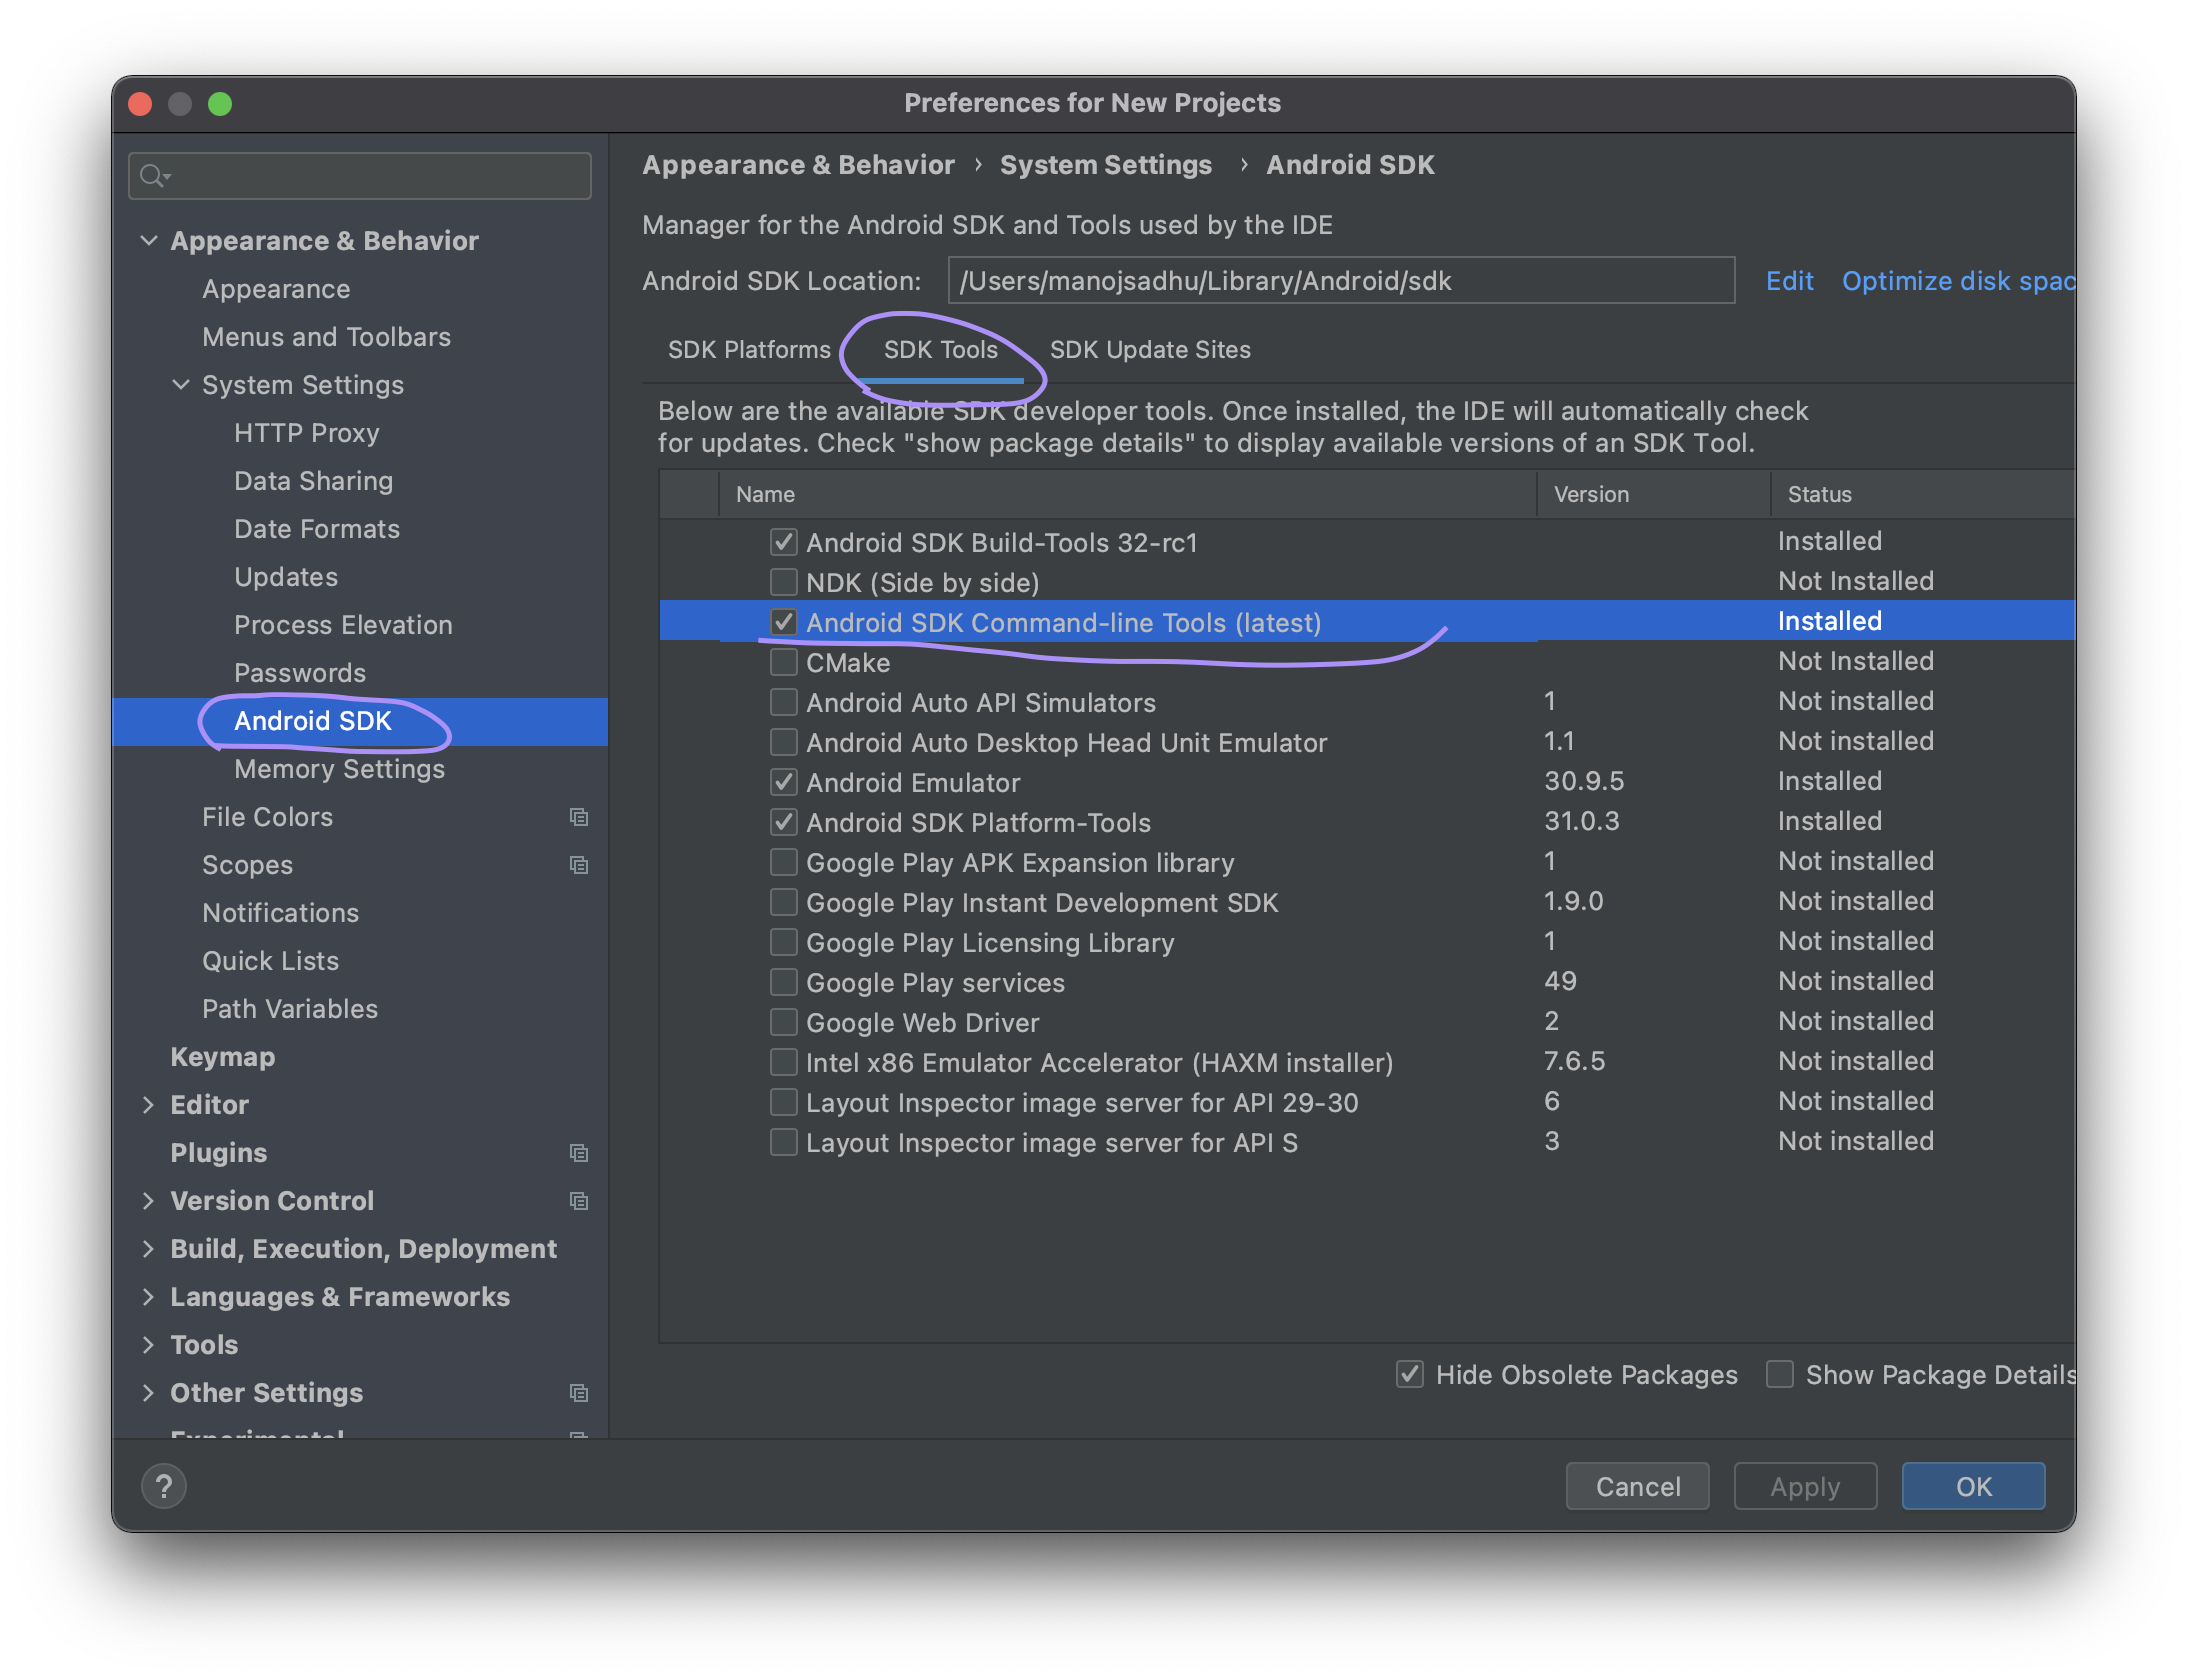 Preferences for New Projects
Appearance & Behavior
Appearance
Menus and Toolbars
System Settings
HTTP Proxy
Data Sharing
Date Formats
Updates
Process Elevation
Passwords
Android SDK
Memory Settings
File Colors
Scopes
Notifications
Quick Lists
Path Variables
Keymap
Editor
Plugins
Version Control
Build, Execution, Deployment
Languages & Frameworks
Tools
Other Settings
Experimental
Appearance & Behavior › System Settings › Android SDK
Manager for the Android SDK and Tools used by the IDE
Android SDK Location: /Users/manojsadhu/Library/Android/sdk Edit Optimize disk spac
SDK Platforms SDK Tools SDK Update Sites
Below are the available SDK developer tools. Once installed, the IDE will automatically check
for updates. Check "show package details" to display available versions of an SDK Tool.
Name Version Status
Android SDK Build-Tools 32-rc1 Installed
NDK (Side by side) Not Installed
Android SDK Command-line Tools (latest) Installed
CMake Not Installed
Android Auto API Simulators 1 Not installed
Android Auto Desktop Head Unit Emulator 1.1 Not installed
Android Emulator 30.9.5 Installed
Android SDK Platform-Tools 31.0.3 Installed
Google Play APK Expansion library 1 Not installed
Google Play Instant Development SDK 1.9.0 Not installed
Google Play Licensing Library 1 Not installed
Google Play services 49 Not installed
Google Web Driver 2 Not installed
Intel x86 Emulator Accelerator (HAXM installer) 7.6.5 Not installed
Layout Inspector image server for API 29-30 6 Not installed
Layout Inspector image server for API S 3 Not installed
Hide Obsolete Packages Show Package Details
? Cancel Apply OK